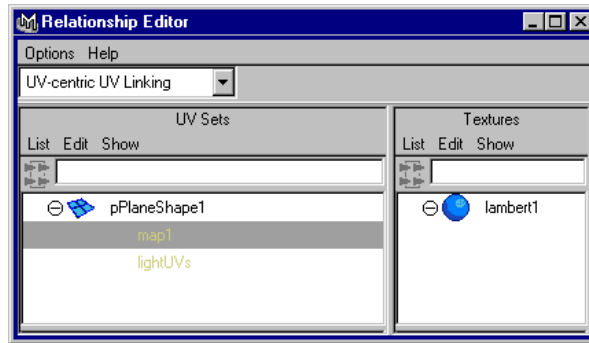 Relationship Editor
Options Help
UV-centric UV Linking
UV Sets
List Edit Show
pPlaneShape1
map1
lightUVs
Textures
List Edit Show
lambert1